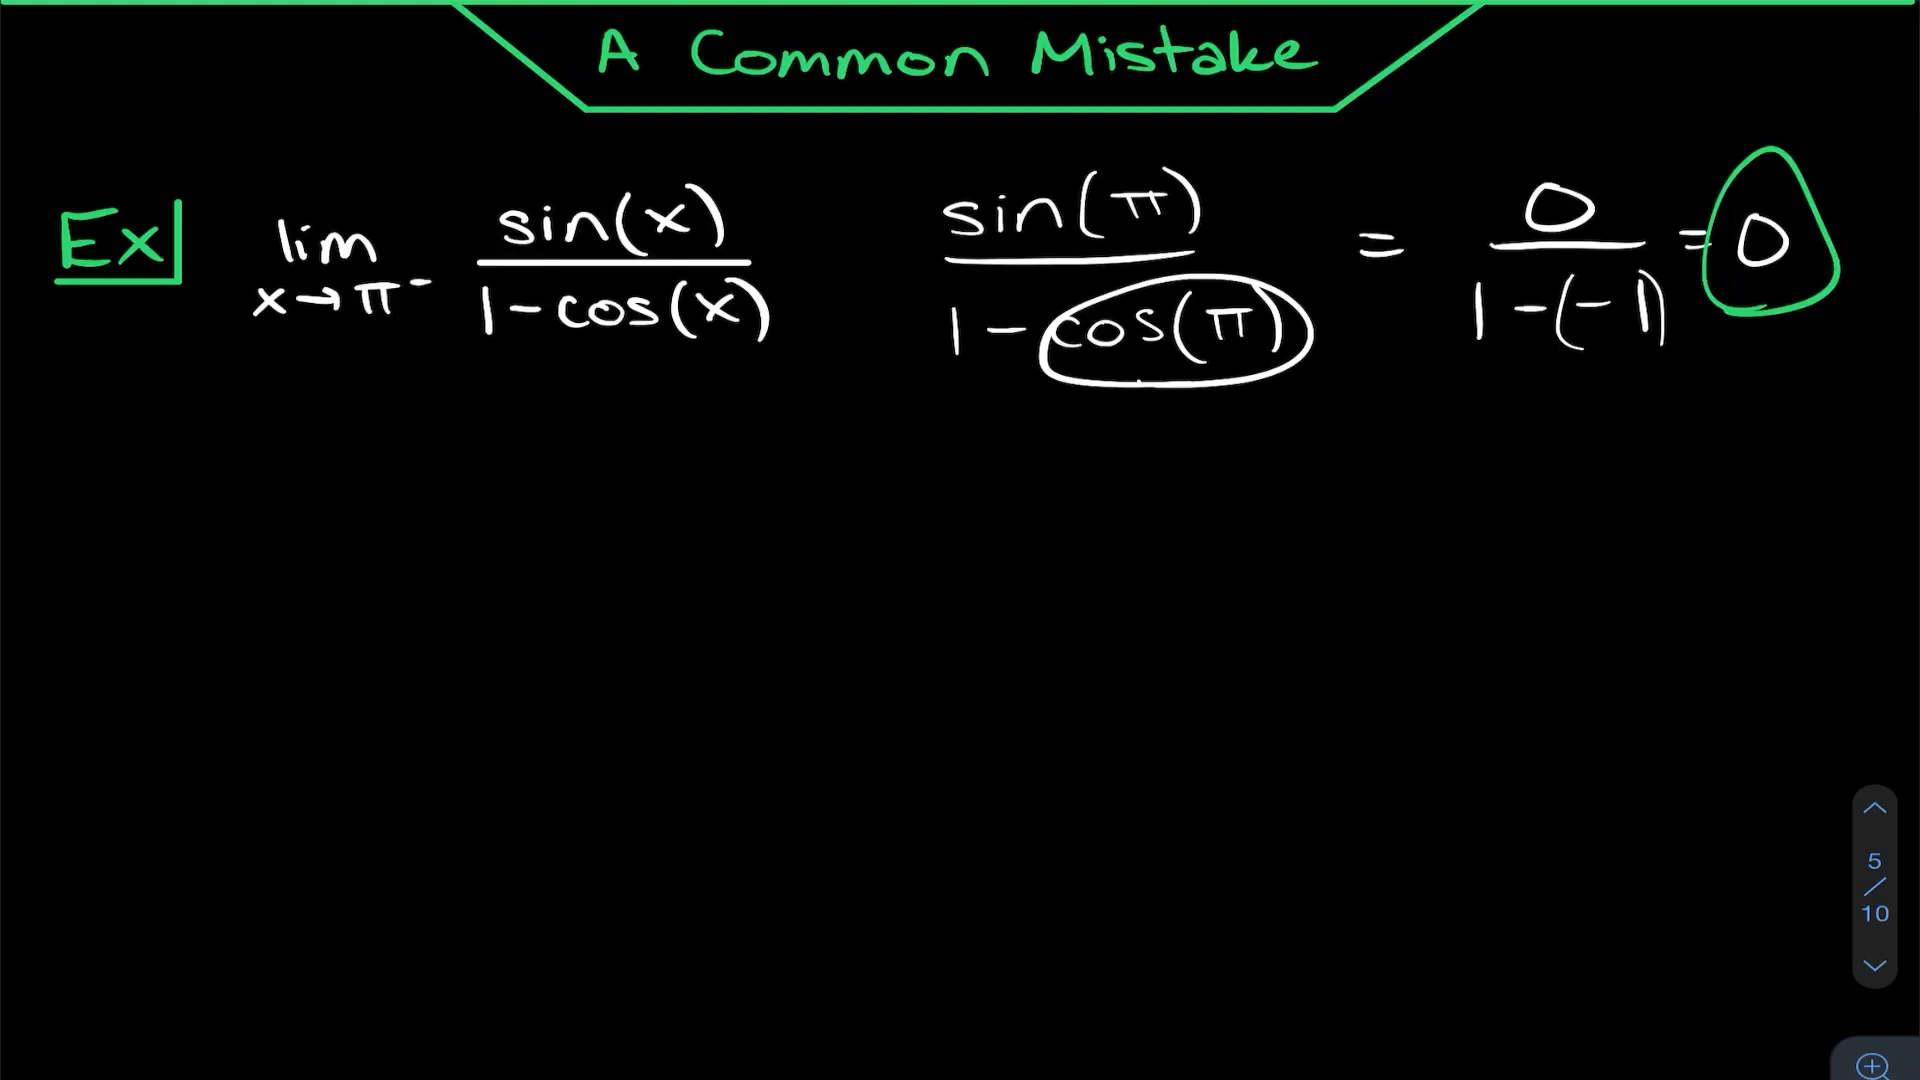 A Common Mistake
Ex lim x→π⁻ sin(x) / 1-cos(x) sin(π) / 1-cos(π) = 0 / 1-(-1) = 0
5
/
10